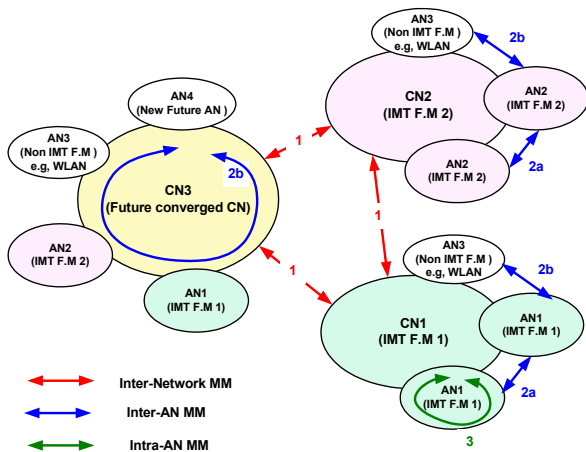 AN3
(Non IMT F.M )
e.g, WLAN
2b
AN2
(IMT F.M 2)
CN2
(IMT F.M 2)
AN2
(IMT F.M 2)
2a
1
AN4
(New Future AN )
AN3
(Non IMT F.M )
e.g, WLAN
2b
CN3
(Future converged CN)
AN2
(IMT F.M 2)
AN1
(IMT F.M 1)
1
1
AN3
(Non IMT F.M )
e.g, WLAN
2b
AN1
(IMT F.M 1)
CN1
(IMT F.M 1)
AN1
(IMT F.M 1)
2a
3
Inter-Network MM
Inter-AN MM
Intra-AN MM